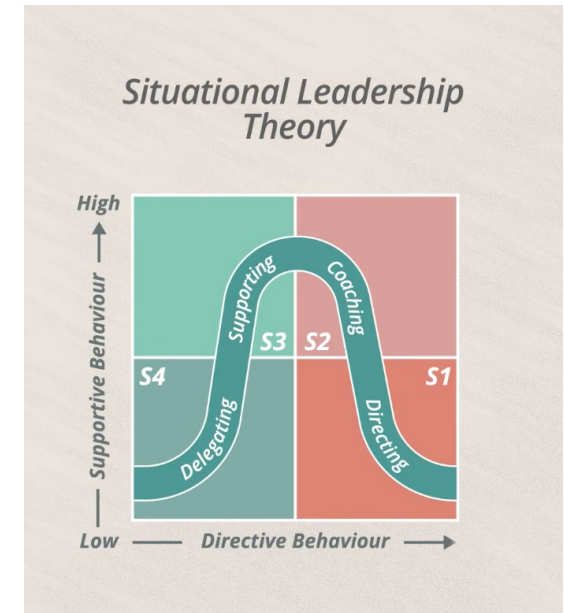 Situational Leadership
Theory
High
Supportive Behaviour
Supporting
Coaching
S3
S2
S4
S1
Delegating
Directing
Low
Directive Behaviour